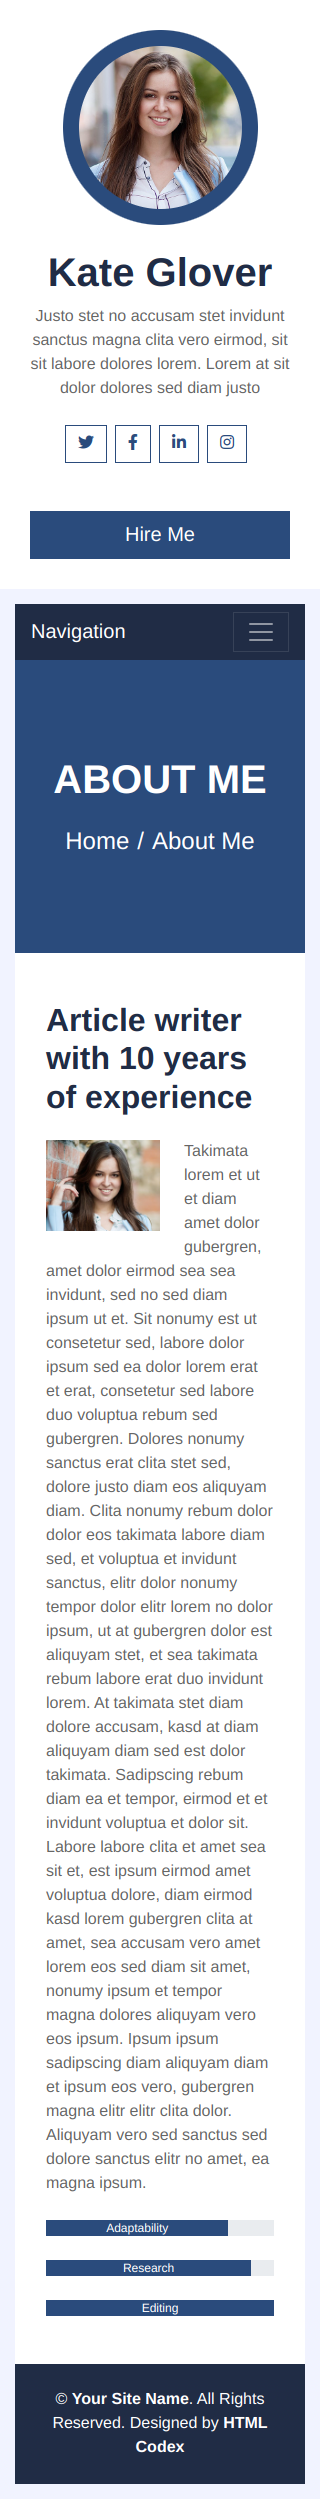 Kate Glover
Justo stet no accusam stet invidunt
sanctus magna clita vero eirmod, sit
sit labore dolores lorem. Lorem at sit
dolor dolores sed diam justo
Hire Me
Navigation
ABOUT ME
Home / About Me
Article writer
with 10 years
of experience
Takimata
lorem et ut
et diam
amet dolor
gubergren,
amet dolor eirmod sea sea
invidunt, sed no sed diam
ipsum ut et. Sit nonumy est ut
consetetur sed, labore dolor
ipsum sed ea dolor lorem erat
et erat, consetetur sed labore
duo voluptua rebum sed
gubergren. Dolores nonumy
sanctus erat clita stet sed,
dolore justo diam eos aliquyam
diam. Clita nonumy rebum dolor
dolor eos takimata labore diam
sed, et voluptua et invidunt
sanctus, elitr dolor nonumy
tempor dolor elitr lorem no dolor
ipsum, ut at gubergren dolor est
aliquyam stet, et sea takimata
rebum labore erat duo invidunt
lorem. At takimata stet diam
dolore accusam, kasd at diam
aliquyam diam sed est dolor
takimata. Sadipscing rebum
diam ea et tempor, eirmod et et
invidunt voluptua et dolor sit.
Labore labore clita et amet sea
sit et, est ipsum eirmod amet
voluptua dolore, diam eirmod
kasd lorem gubergren clita at
amet, sea accusam vero amet
lorem eos sed diam sit amet,
nonumy ipsum et tempor
magna dolores aliquyam vero
eos ipsum. Ipsum ipsum
sadipscing diam aliquyam diam
et ipsum eos vero, gubergren
magna elitr elitr clita dolor.
Aliquyam vero sed sanctus sed
dolore sanctus elitr no amet, ea
magna ipsum.
Adaptability
Research
Editing
© Your Site Name. All Rights
Reserved. Designed by HTML
Codex